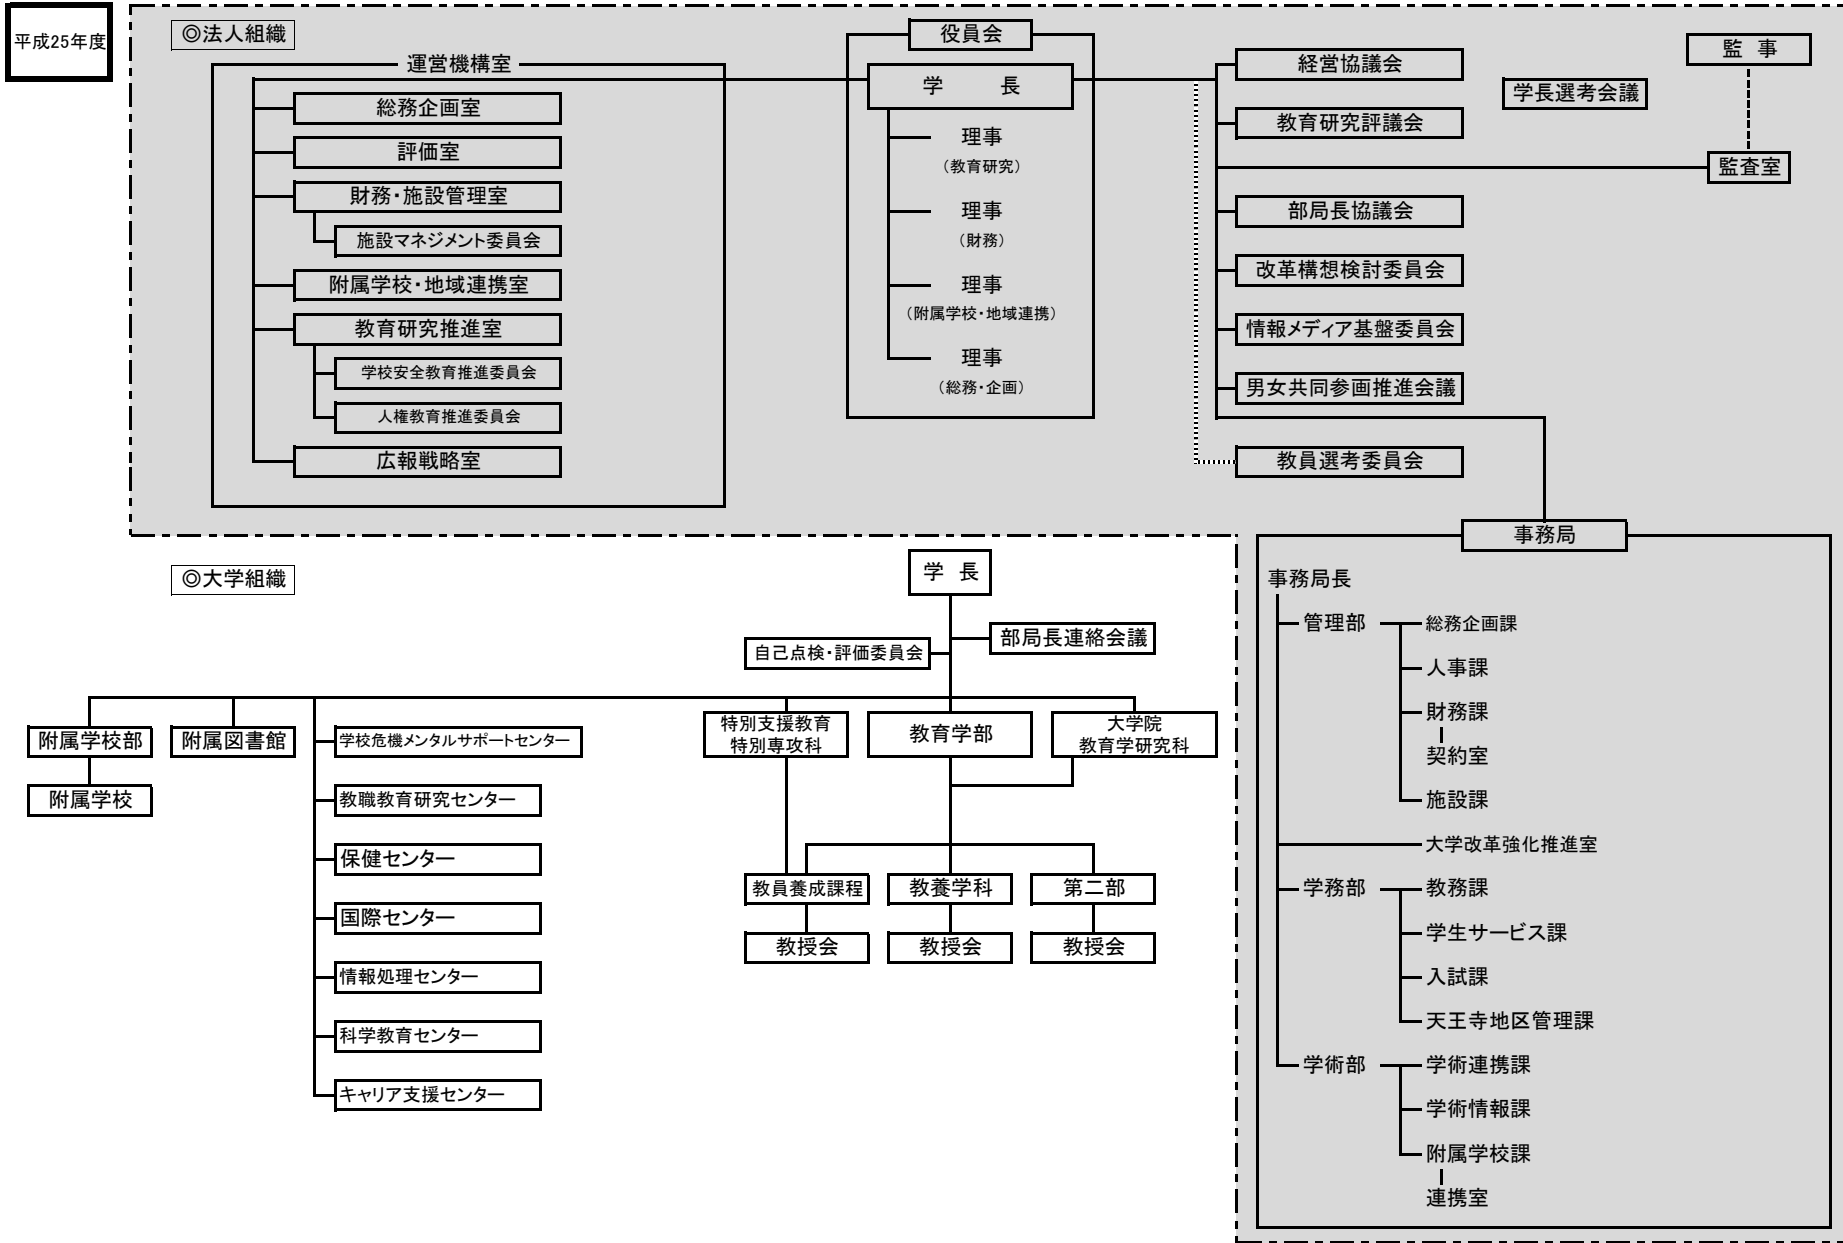 平成25年度
◎法人組織
運営機構室
総務企画室
評価室
財務・施設管理室
施設マネジメント委員会
附属学校・地域連携室
教育研究推進室
学校安全教育推進委員会
人権教育推進委員会
広報戦略室
役員会
学　長
理事
（教育研究）
理事
（財務）
理事
（附属学校・地域連携）
理事
（総務・企画）
経営協議会
教育研究評議会
部局長協議会
改革構想検討委員会
情報メディア基盤委員会
男女共同参画推進会議
教員選考委員会
学長選考会議
監　事
監査室
事務局
事務局長
管理部
総務企画課
人事課
財務課
契約室
施設課
大学改革強化推進室
学務部
教務課
学生サービス課
入試課
天王寺地区管理課
学術部
学術連携課
学術情報課
附属学校課
連携室
◎大学組織
学　長
部局長連絡会議
自己点検・評価委員会
附属学校部
附属学校
附属図書館
学校危機メンタルサポートセンター
教職教育研究センター
保健センター
国際センター
情報処理センター
科学教育センター
キャリア支援センター
特別支援教育
特別専攻科
教育学部
大学院
教育学研究科
教員養成課程
教養学科
第二部
教授会
教授会
教授会